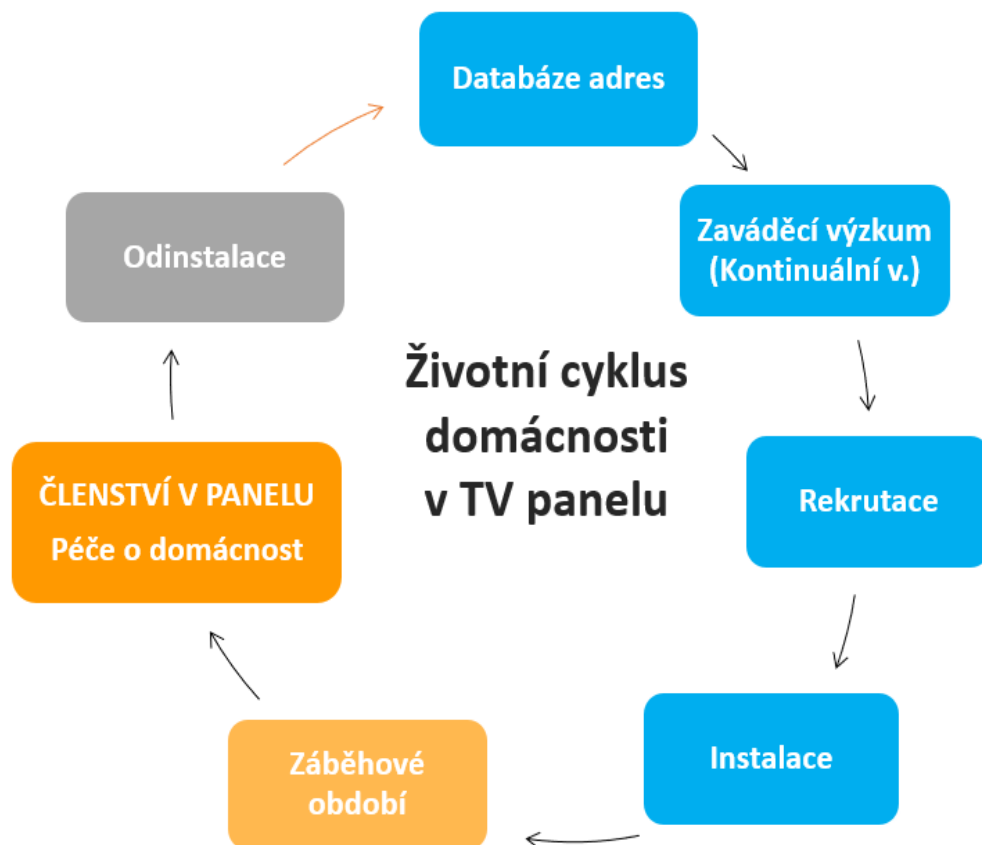 Databáze adres
Zaváděcí výzkum
(Kontinuální v.)
Rekrutace
Instalace
Záběhové
období
ČLENSTVÍ V PANELU
Péče o domácnost
Odinstalace
Životní cyklus
domácnosti
v TV panelu